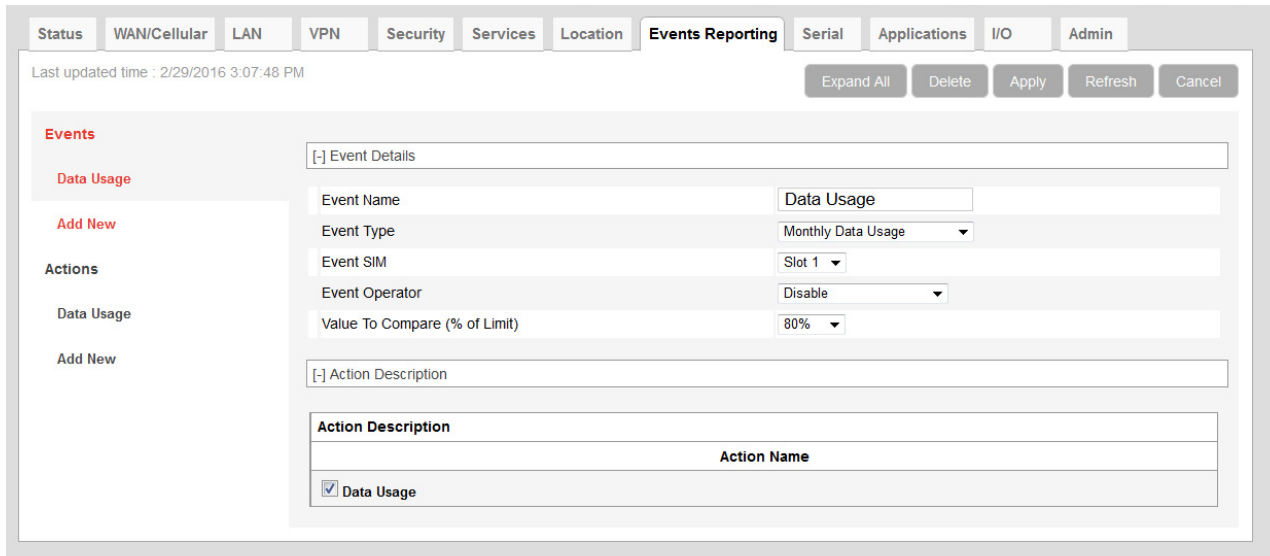 Status WAN/Cellular LAN VPN Security Services Location Events Reporting Serial Applications I/O Admin
Last updated time : 2/29/2016 3:07:48 PM
Expand All Delete Apply Refresh Cancel
Events
Data Usage
Add New
Actions
Data Usage
Add New
[-] Event Details
Event Name Data Usage
Event Type Monthly Data Usage
Event SIM Slot 1
Event Operator Disable
Value To Compare (% of Limit) 80%
[-] Action Description
Action Description
Action Name
Data Usage